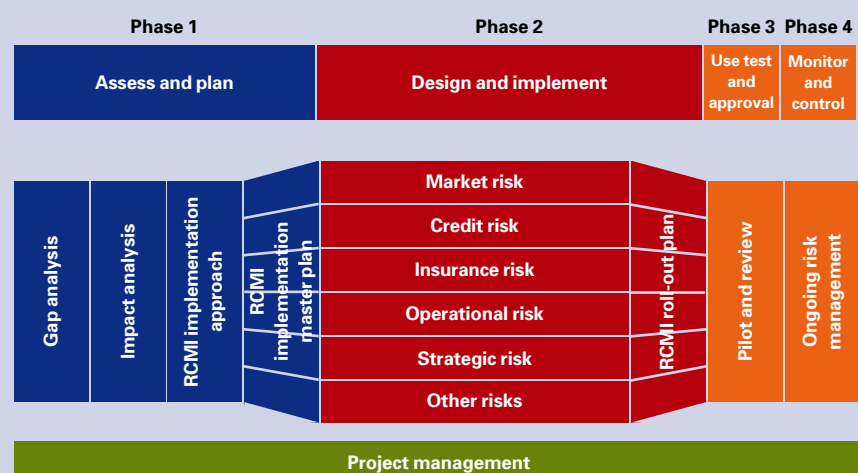 Phase 1
Phase 2
Phase 3
Phase 4
Assess and plan
Design and implement
Use test
and
approval
Monitor
and
control
Gap analysis
Impact analysis
RCMI implementation
approach
RCMI
implementation
master plan
Market risk
Credit risk
Insurance risk
Operational risk
Strategic risk
Other risks
RCMI roll-out plan
Pilot and review
Ongoing risk
management
Project management